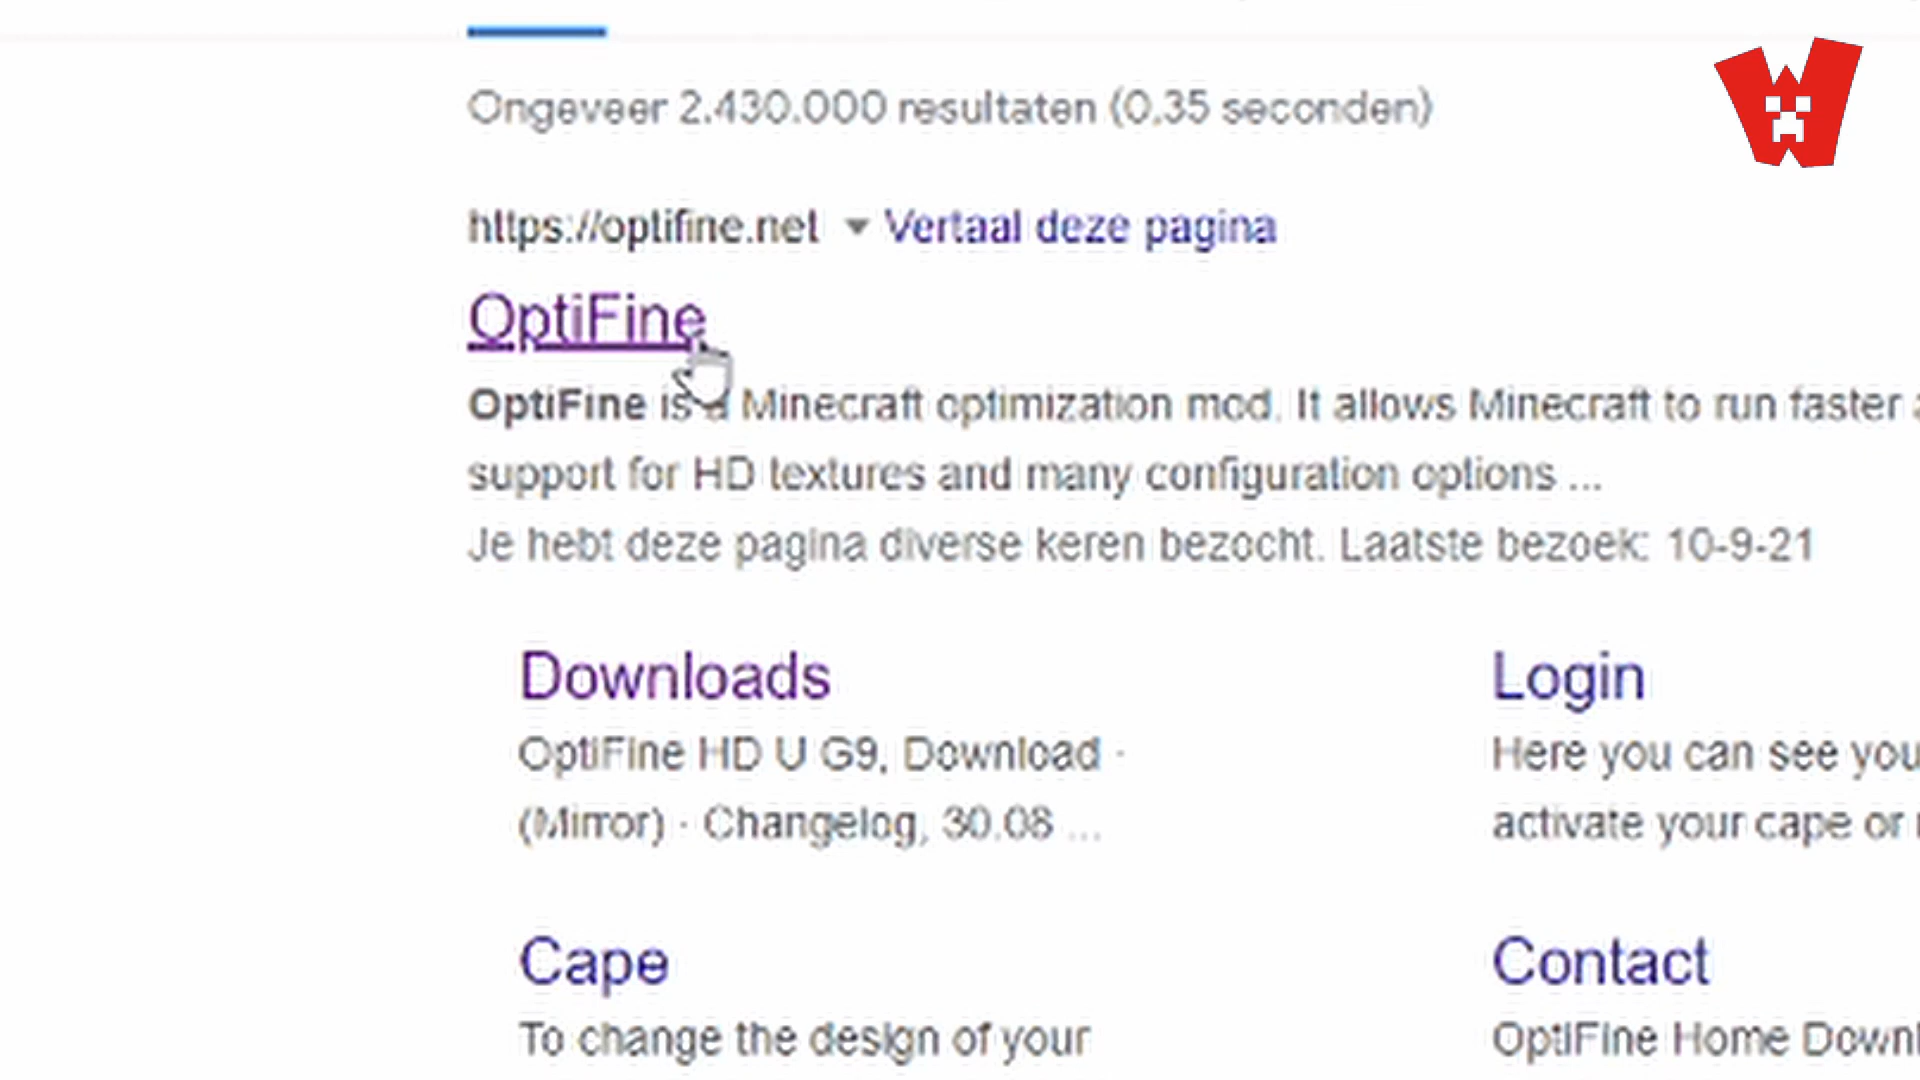 Ongeveer 2.430.000 resultaten (0,35 seconden)
https://optifine.net ▾ Vertaal deze pagina
OptiFine
OptiFine is a Minecraft optimization mod. It allows Minecraft to run faster
support for HD textures and many configuration options ...
Je hebt deze pagina diverse keren bezocht. Laatste bezoek: 10-9-21
Downloads
OptiFine HD U G9, Download ·
(Mirror) · Changelog, 30.08 ...
Login
Here you can see you
activate your cape or
Cape
To change the design of your
Contact
OptiFine Home Downl